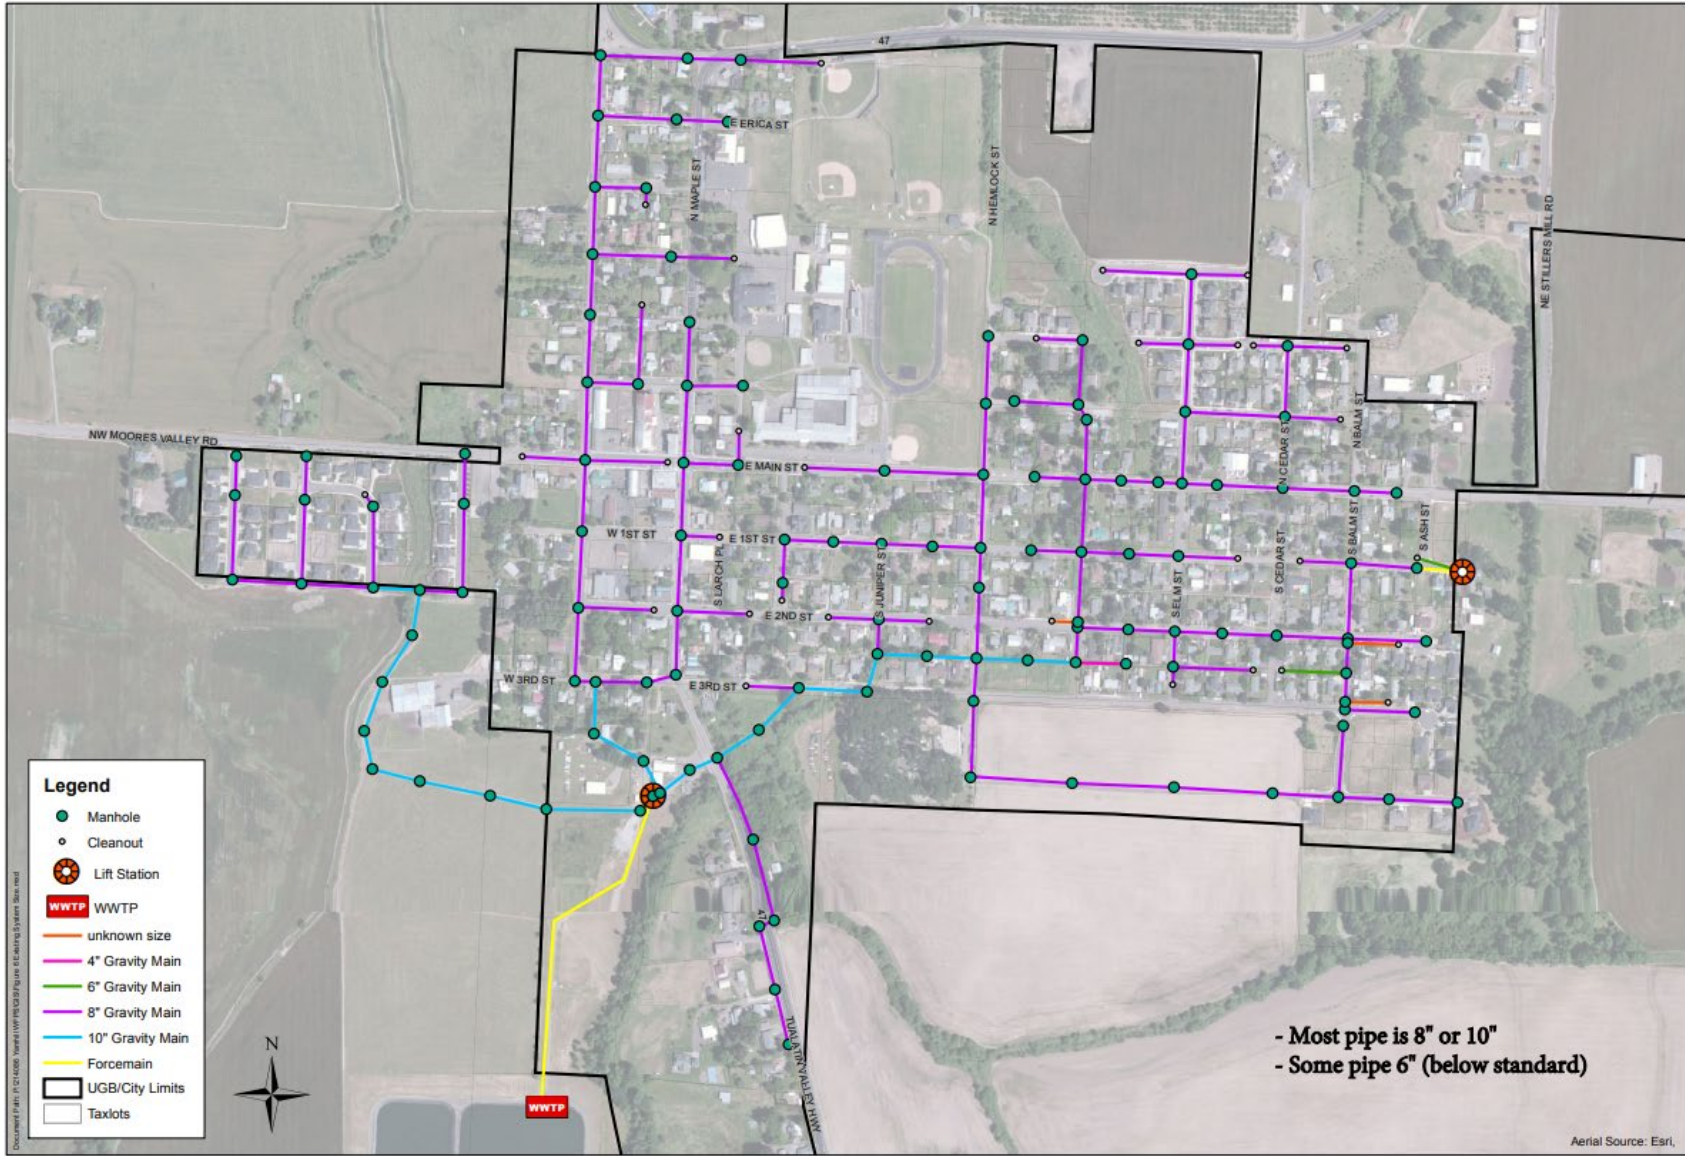 47
E ERICA ST
N MAPLE ST
N HEMLOCK ST
NE STILLERS MILL RD
NW MOORES VALLEY RD
E MAIN ST
N CEDAR ST
N BALM ST
W 1ST ST
E 1ST ST
S LARCH PL
S JUNIPER ST
S ELM ST
S CEDAR ST
S BALM ST
S ASH ST
E 2ND ST
W 3RD ST
E 3RD ST
47
TUALATIN VALLEY HWY
Legend
Manhole
Cleanout
Lift Station
WWTP WWTP
unknown size
4" Gravity Main
6" Gravity Main
8" Gravity Main
10" Gravity Main
Forcemain
UGB/City Limits
Taxlots
N
WWTP
- Most pipe is 8" or 10"
- Some pipe 6" (below standard)
Aerial Source: Esri,